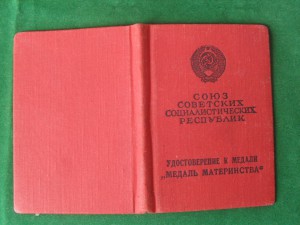 СОЮЗ
СОВЕТСКИХ
СОЦИАЛИСТИЧЕСКИХ
РЕСПУБЛИК
УДОСТОВЕРЕНИЕ К МЕДАЛИ
„МЕДАЛЬ МАТЕРИНСТВА“